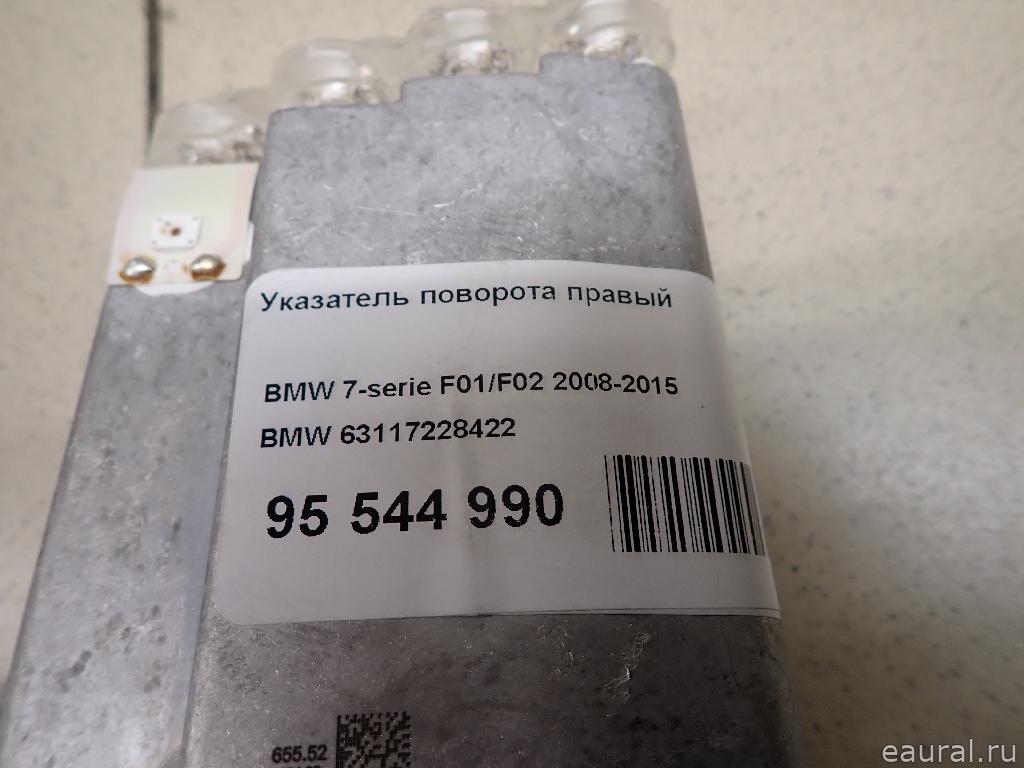 Указатель поворота правый
BMW 7-serie F01/F02 2008-2015
BMW 63117228422
95 544 990
655.52
eaural.ru